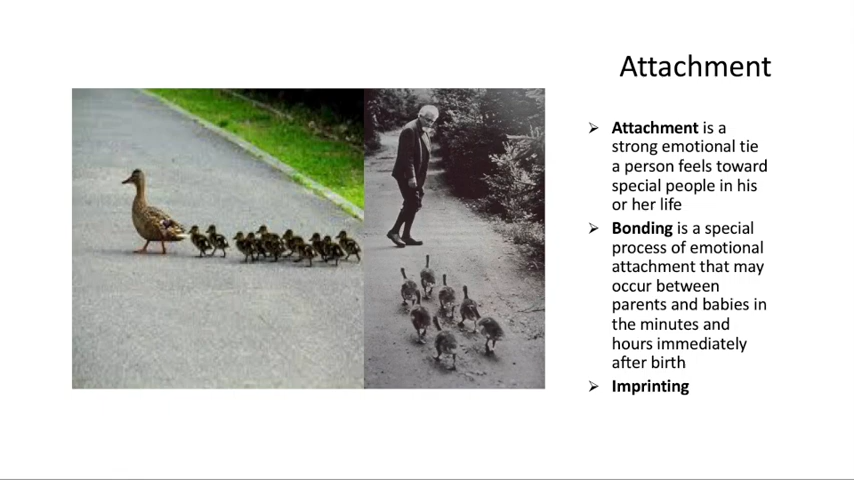 Attachment
➢ Attachment is a
strong emotional tie
a person feels toward
special people in his
or her life
➢ Bonding is a special
process of emotional
attachment that may
occur between
parents and babies in
the minutes and
hours immediately
after birth
➢ Imprinting